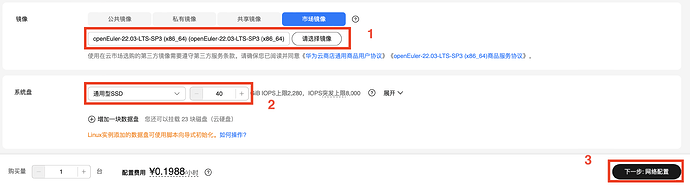 镜像
公共镜像 私有镜像 共享镜像 市场镜像
openEuler-22.03-LTS-SP3 (x86_64) (openEuler-22.03-LTS-SP3 (x86_64) 请选择镜像 1
使用在云市场选购的第三方镜像需要遵守第三方服务条款，请确保您已阅读并同意《华为云商店通用商品用户协议》《openEuler-22.03-LTS-SP3 (x86_64)商品服务协议》。
系统盘 通用型SSD - 40 + GiB IOPS上限2,280，IOPS突发上限8,000 展开
2
增加一块数据盘 您还可以挂载 23 块磁盘（云硬盘）
Linux实例添加的数据盘可使用脚本向导式初始化。如何操作?
3
购买量 - 1 + 台 配置费用 ¥0.1988/小时 下一步: 网络配置